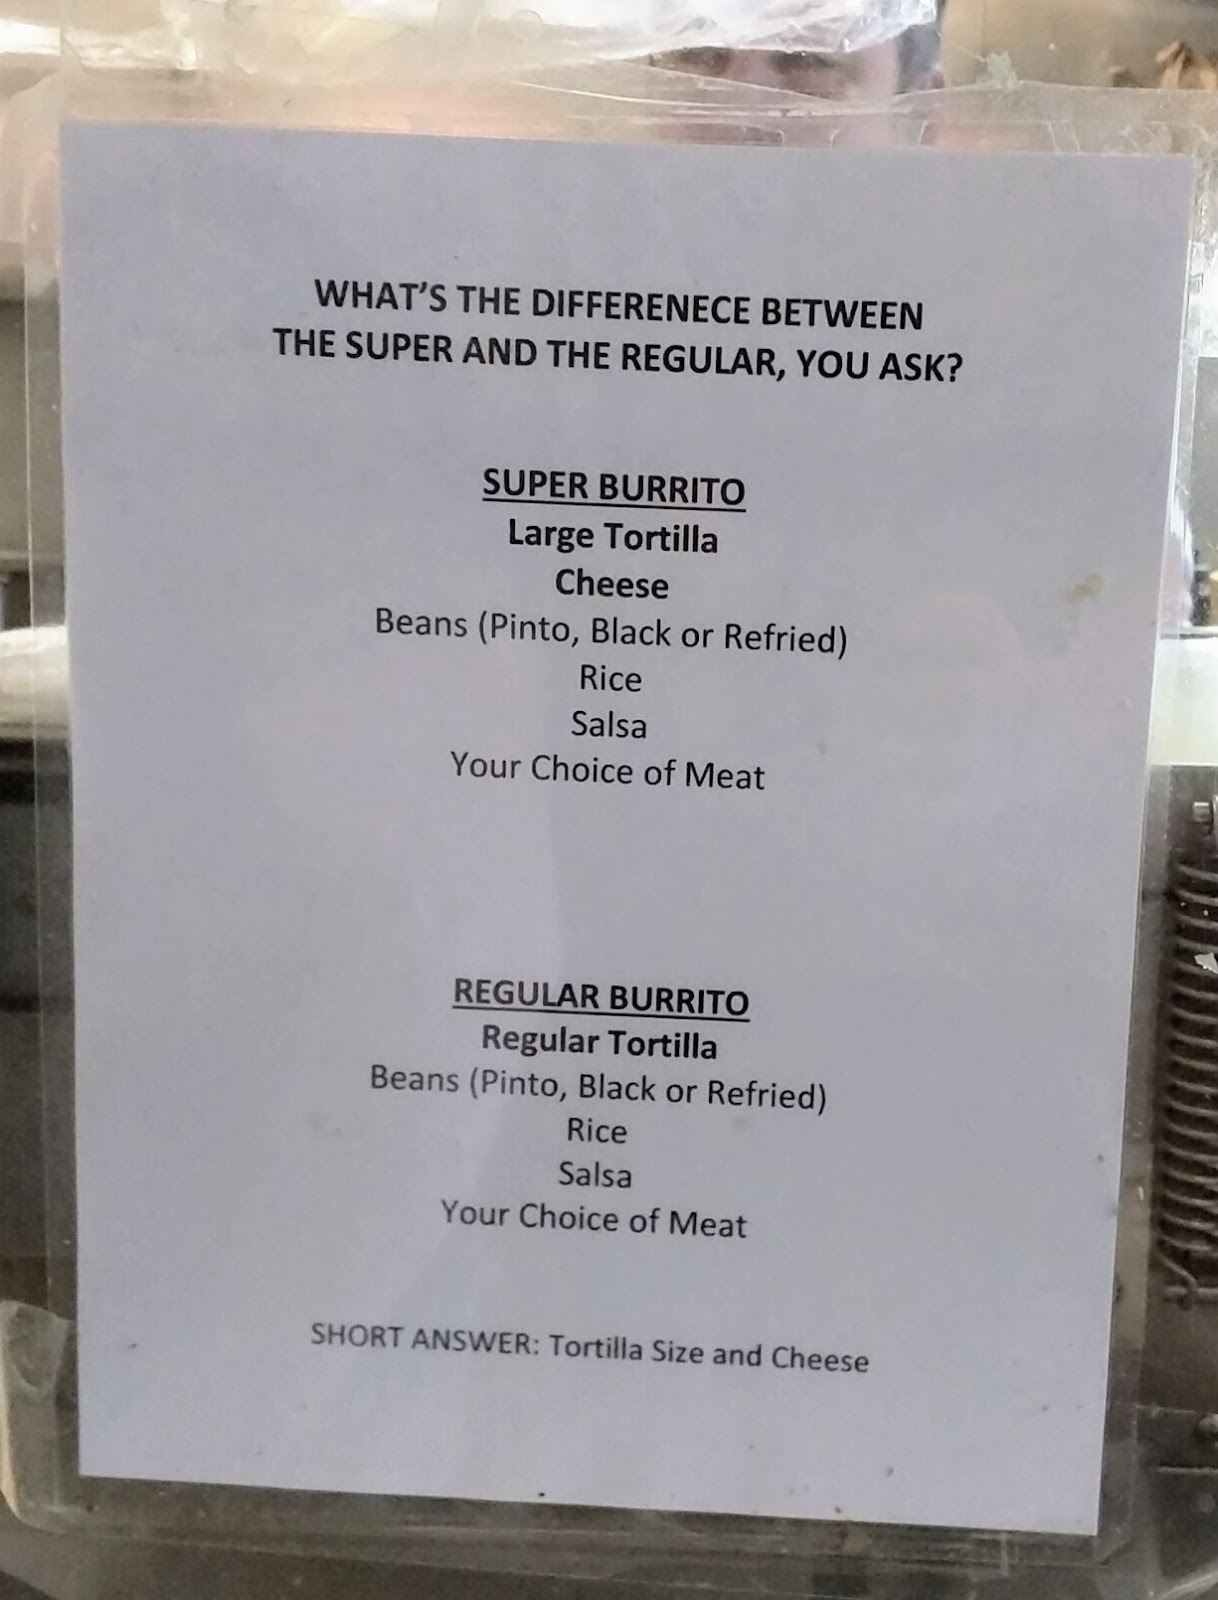 WHAT'S THE DIFFERENECE BETWEEN
THE SUPER AND THE REGULAR, YOU ASK?
SUPER BURRITO
Large Tortilla
Cheese
Beans (Pinto, Black or Refried)
Rice
Salsa
Your Choice of Meat
REGULAR BURRITO
Regular Tortilla
Beans (Pinto, Black or Refried)
Rice
Salsa
Your Choice of Meat
SHORT ANSWER: Tortilla Size and Cheese